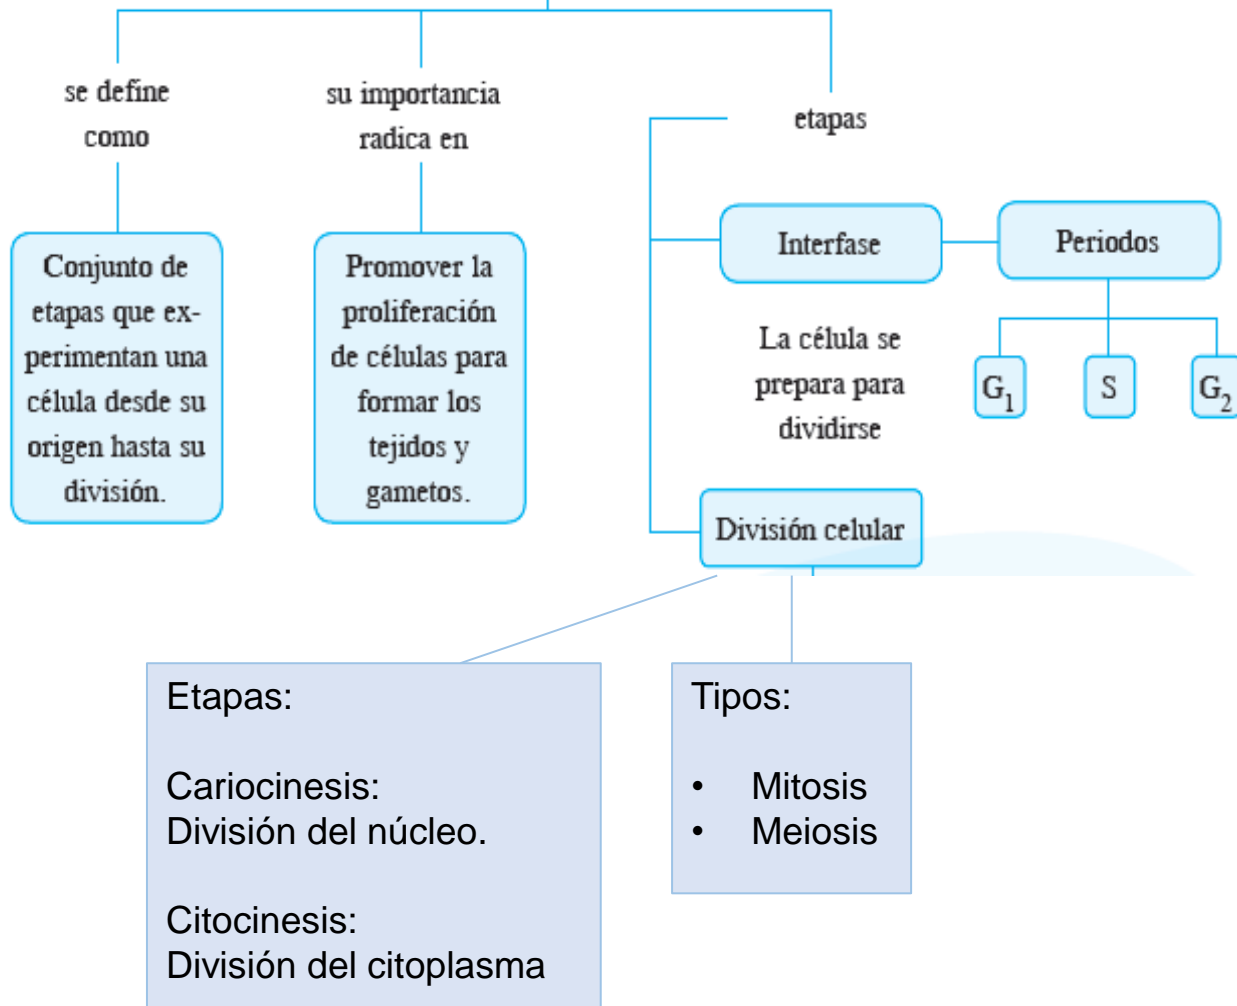 se define
como
Conjunto de
etapas que ex-
perimentan una
célula desde su
origen hasta su
división.
su importancia
radica en
Promover la
proliferación
de células para
formar los
tejidos y
gametos.
etapas
Interfase
Periodos
La célula se
prepara para
dividirse
G₁ S G₂
División celular
Etapas:
Cariocinesis:
División del núcleo.
Citocinesis:
División del citoplasma
Tipos:
• Mitosis
• Meiosis